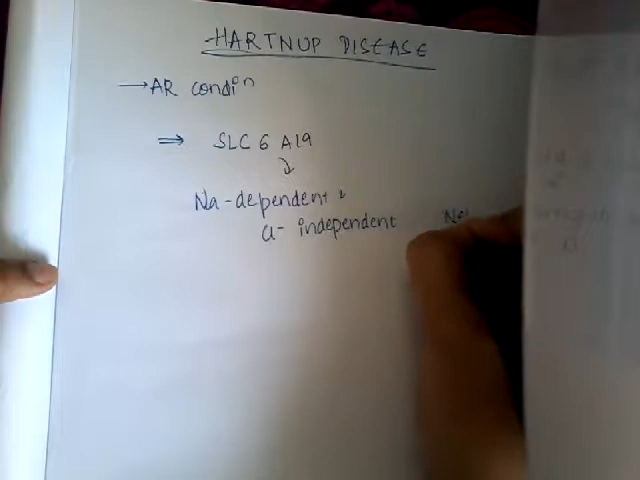 HARTNUP DISEASE
→AR condiⁿ
⇒ SLC 6 A19
↓
Na-dependent &
Cl- independent